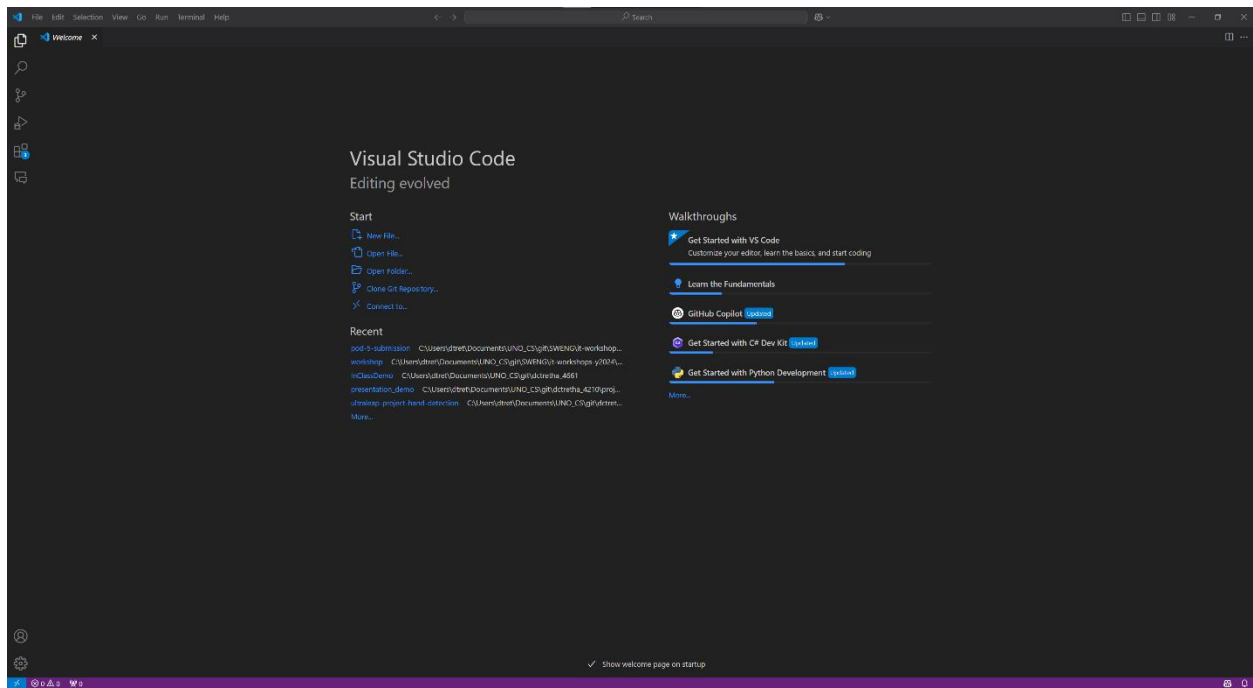 File Edit Selection View Go Run Terminal Help
Search
Welcome
Visual Studio Code
Editing evolved
Start
New File...
Open File...
Open Folder...
Clone Git Repository...
Connect to...
Recent
pod-5-submission C:\Users\dtret\Documents\UNO_CS\git\SWENG\it-workshop...
workshop C:\Users\dtret\Documents\UNO_CS\git\SWENG\it-workshops-y2024\...
InClassDemo C:\Users\dtret\Documents\UNO_CS\git\dctretha_4661
presentation_demo C:\Users\dtret\Documents\UNO_CS\git\dctretha_4210\proj...
ultraleap-project-hand-detection C:\Users\dtret\Documents\UNO_CS\git\dctret...
More...
Walkthroughs
Get Started with VS Code
Customize your editor, learn the basics, and start coding
Learn the Fundamentals
GitHub Copilot Updated
Get Started with C# Dev Kit Updated
Get Started with Python Development Updated
More...
Show welcome page on startup
0 0 0